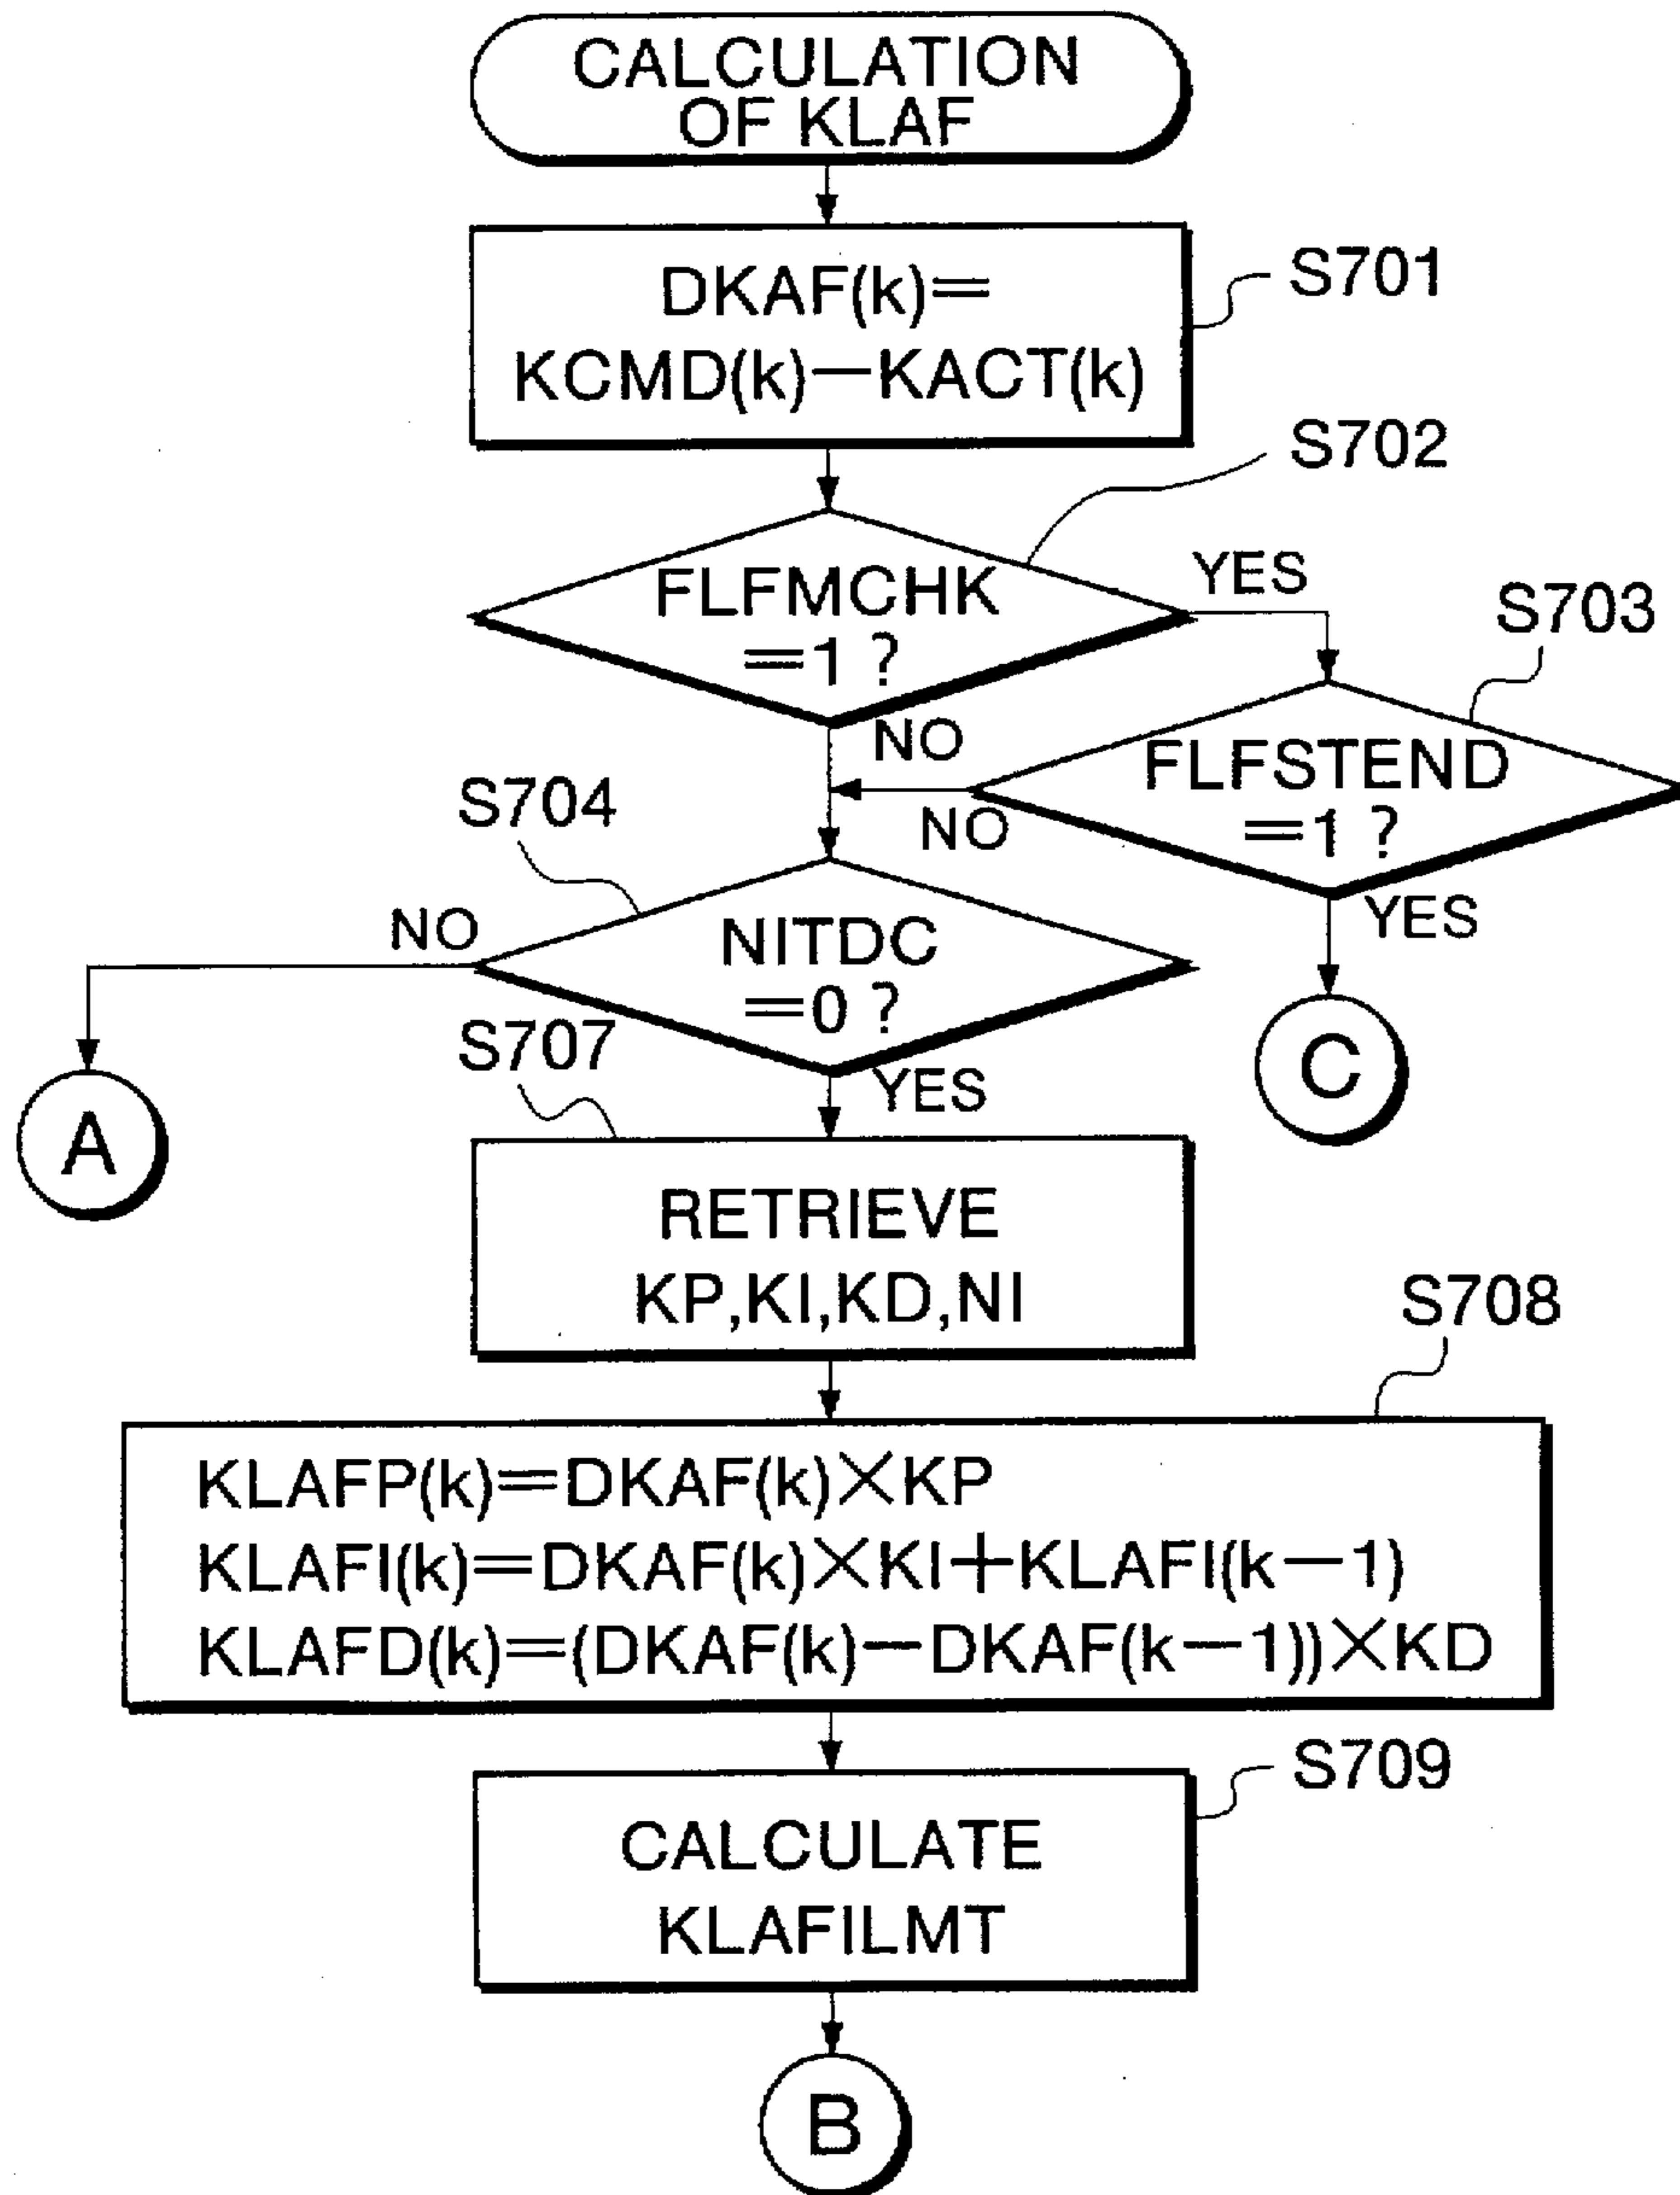 CALCULATION
OF KLAF
DKAF(k)=
KCMD(k)-KACT(k)
S701
S702
FLFMCHK
=1 ?
YES
S703
NO
FLFSTEND
=1 ?
NO
YES
S704
NO
NITDC
=0 ?
C
S707
YES
A
RETRIEVE
KP,KI,KD,NI
S708
KLAFP(k)=DKAF(k)×KP
KLAFI(k)=DKAF(k)×KI+KLAFI(k-1)
KLAFD(k)=(DKAF(k)-DKAF(k-1))×KD
S709
CALCULATE
KLAFILMT
B